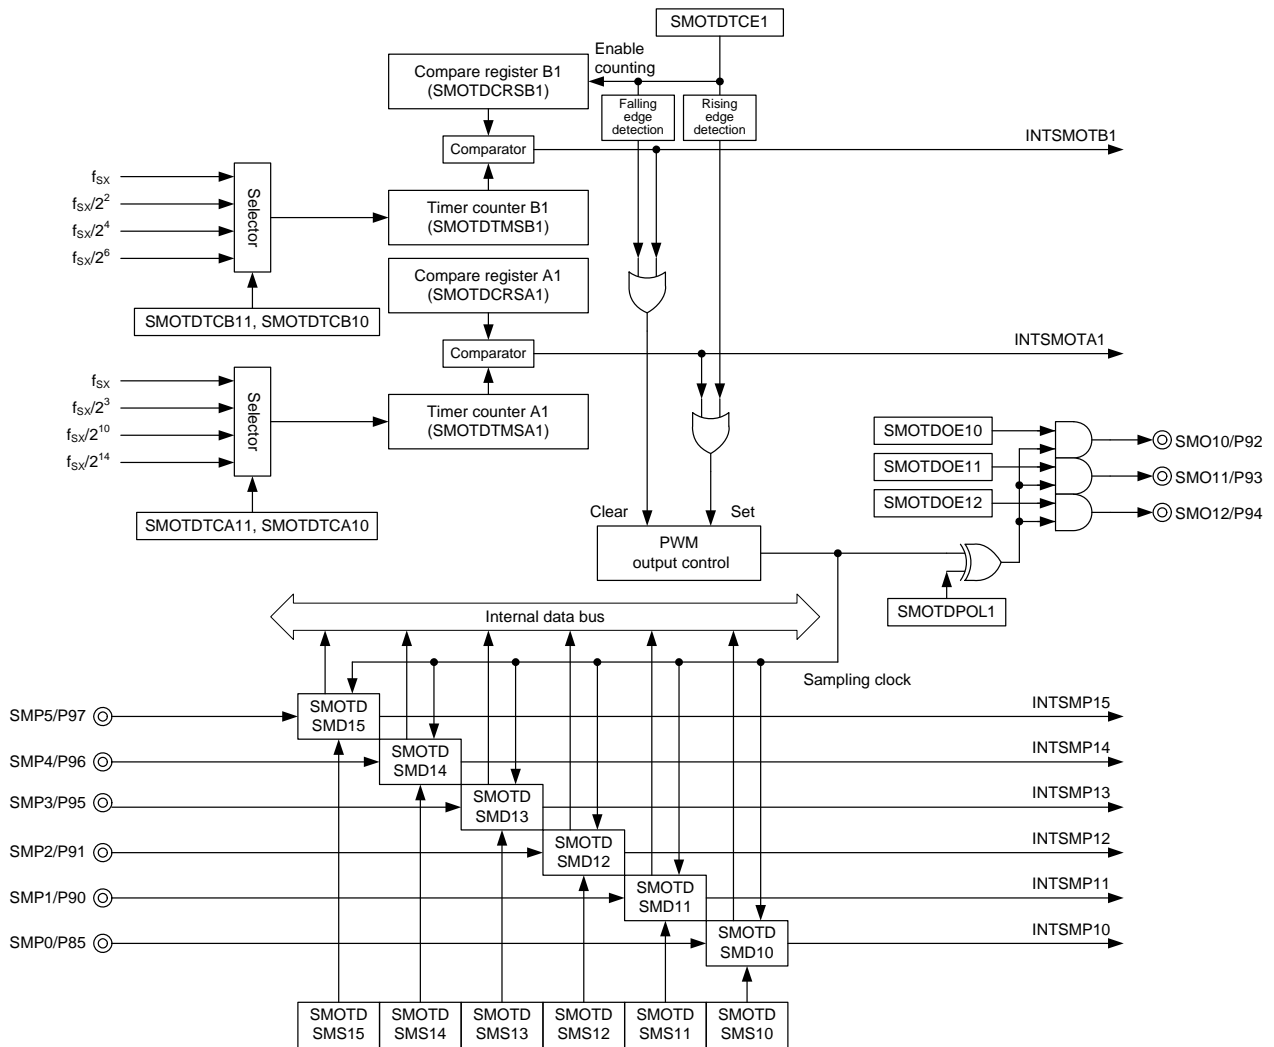 SMOTDTCE1
Enable
counting
Compare register B1
(SMOTDCRSB1)
Falling
edge
detection
Rising
edge
detection
Comparator
INTSMOTB1
fSX
fSX/2²
fSX/2⁴
fSX/2⁶
Selector
Timer counter B1
(SMOTDTMSB1)
SMOTDTCB11, SMOTDTCB10
Compare register A1
(SMOTDCRSA1)
Comparator
INTSMOTA1
fSX
fSX/2³
fSX/2¹⁰
fSX/2¹⁴
Selector
Timer counter A1
(SMOTDTMSA1)
SMOTDTCA11, SMOTDTCA10
SMOTDOE10
SMO10/P92
SMOTDOE11
SMO11/P93
SMOTDOE12
SMO12/P94
Clear
Set
PWM
output control
SMOTDPOL1
Internal data bus
Sampling clock
SMP5/P97
SMOTD
SMD15
INTSMP15
SMP4/P96
SMOTD
SMD14
INTSMP14
SMP3/P95
SMOTD
SMD13
INTSMP13
SMP2/P91
SMOTD
SMD12
INTSMP12
SMP1/P90
SMOTD
SMD11
INTSMP11
SMP0/P85
SMOTD
SMD10
INTSMP10
SMOTD
SMS15
SMOTD
SMS14
SMOTD
SMS13
SMOTD
SMS12
SMOTD
SMS11
SMOTD
SMS10